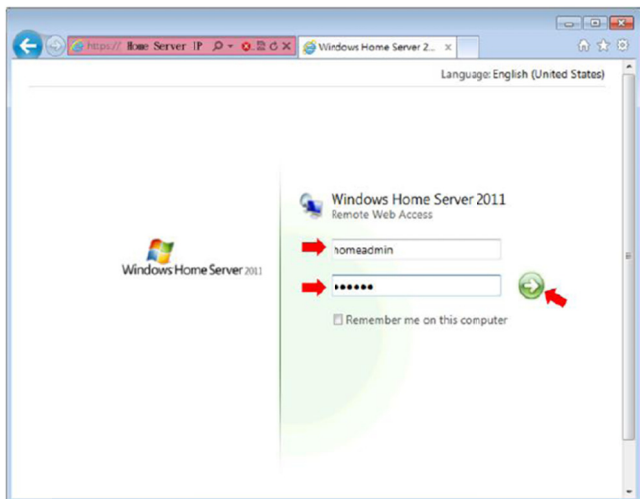 https:// Home Server IP
Windows Home Server 2...
Language: English (United States)
Windows Home Server 2011
Remote Web Access
homeadmin
Windows Home Server 2011
••••••
Remember me on this computer